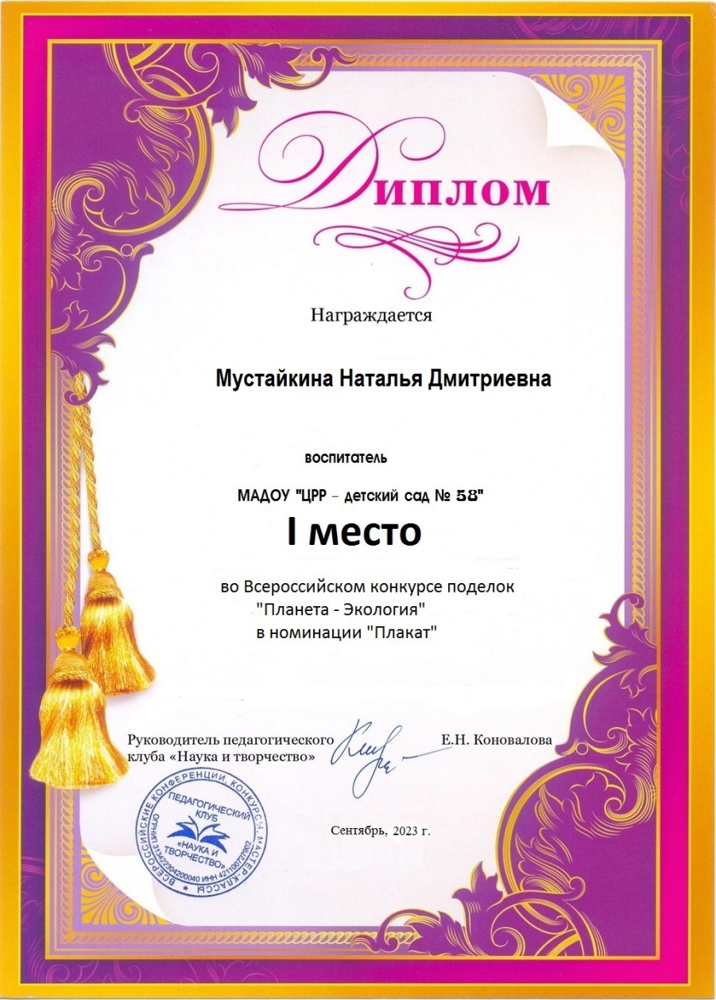 Диплом
Награждается
Мустайкина Наталья Дмитриевна
воспитатель
МАДОУ "ЦРР – детский сад № 58"
I место
во Всероссийском конкурсе поделок
"Планета - Экология"
в номинации "Плакат"
Руководитель педагогического
клуба «Наука и творчество»
Е.Н. Коновалова
ВСЕРОССИЙСКИЕ КОНФЕРЕНЦИИ, КОНКУРСЫ, МАСТЕР-КЛАССЫ
ОГРНИП 313422304200040 ИНН 421100727902
ПЕДАГОГИЧЕСКИЙ
КЛУБ
«НАУКА И
ТВОРЧЕСТВО»
Сентябрь, 2023 г.